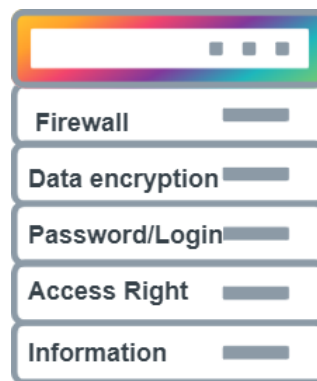 Firewall
Data encryption
Password/Login
Access Right
Information